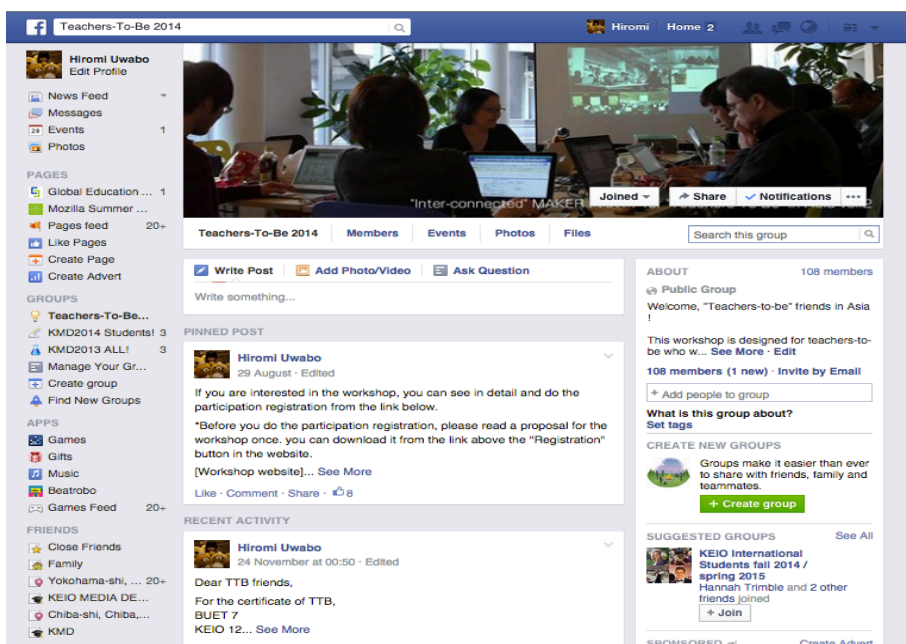 Teachers-To-Be 2014
Hiromi Home 2
Hiromi Uwabo
Edit Profile
News Feed
Messages
Events 1
Photos
PAGES
Global Education ... 1
Mozilla Summer ...
Pages feed 20+
Like Pages
Create Page
Create Advert
GROUPS
Teachers-To-Be...
KMD2014 Students! 3
KMD2013 ALL! 3
Manage Your Gr...
Create group
Find New Groups
APPS
Games
Gifts
Music
Beatrobo
Games Feed 20+
FRIENDS
Close Friends
Family
Yokohama-shi, ... 20+
KEIO MEDIA DE...
Chiba-shi, Chiba,...
KMD
"Inter-connected" MAKER
Joined
Share
Notifications
Teachers-To-Be 2014 Members Events Photos Files
Search this group
Write Post Add Photo/Video Ask Question
Write something...
PINNED POST
Hiromi Uwabo
29 August · Edited
If you are interested in the workshop, you can see in detail and do the
participation registration from the link below.
*Before you do the participation registration, please read a proposal for the
workshop once. you can download it from the link above the "Registration"
button in the website.
[Workshop website]... See More
Like · Comment · Share · 8
RECENT ACTIVITY
Hiromi Uwabo
24 November at 00:50 · Edited
Dear TTB friends,
For the certificate of TTB,
BUET 7
KEIO 12... See More
ABOUT 108 members
Public Group
Welcome, "Teachers-to-be" friends in Asia
!
This workshop is designed for teachers-to-
be who w... See More · Edit
108 members (1 new) · Invite by Email
+ Add people to group
What is this group about?
Set tags
CREATE NEW GROUPS
Groups make it easier than ever
to share with friends, family and
teammates.
+ Create group
SUGGESTED GROUPS See All
KEIO International
Students fall 2014 /
spring 2015
Hannah Trimble and 2 other
friends joined
+ Join
SPONSORED Create Advert